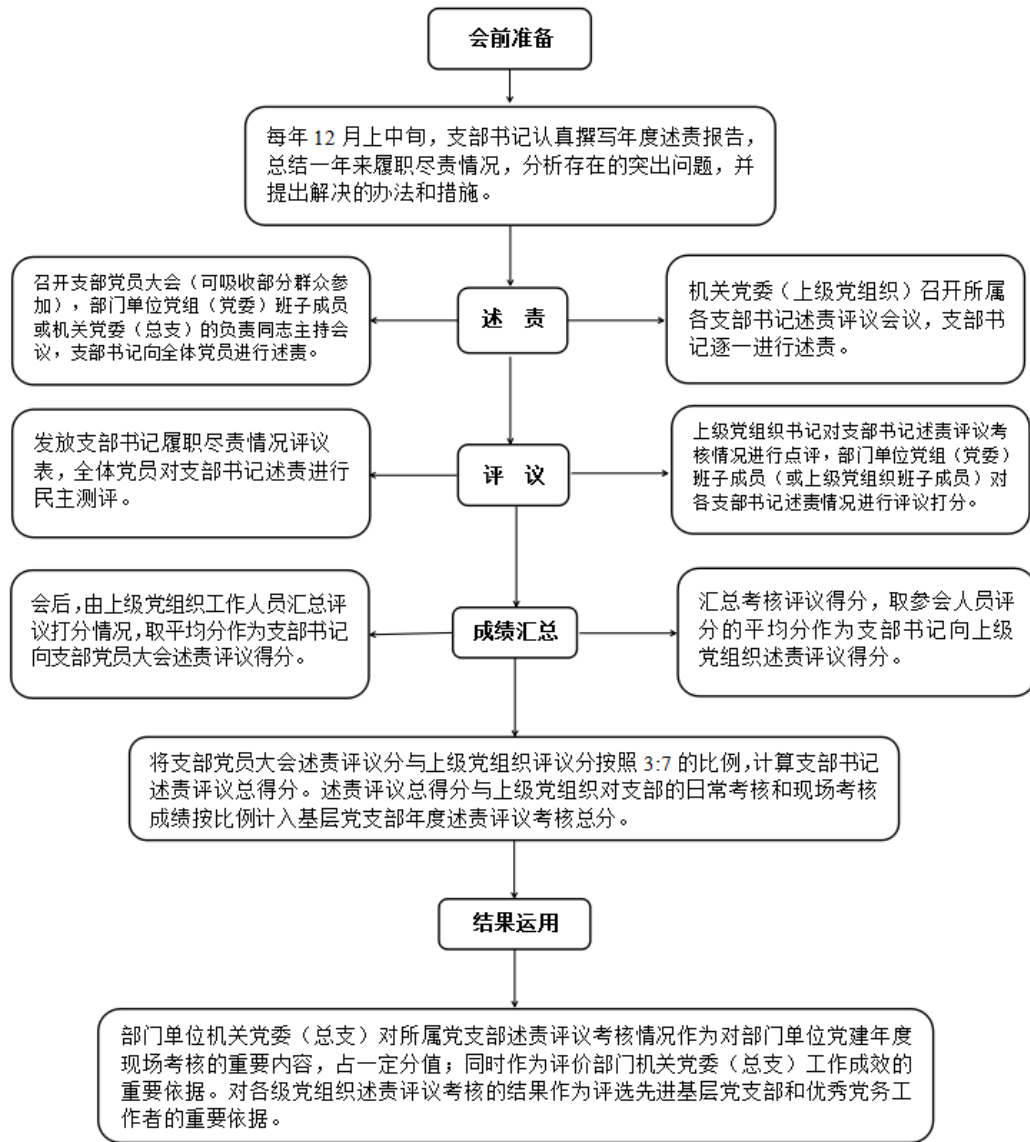 会前准备
每年 12 月上中旬，支部书记认真撰写年度述责报告，
总结一年来履职尽责情况，分析存在的突出问题，并
提出解决的办法和措施。
召开支部党员大会（可吸收部分群众参
加），部门单位党组（党委）班子成员
或机关党委（总支）的负责同志主持会
议，支部书记向全体党员进行述责。
述 责
机关党委（上级党组织）召开所属
各支部书记述责评议会议，支部书
记逐一进行述责。
发放支部书记履职尽责情况评议
表，全体党员对支部书记述责进行
民主测评。
评 议
上级党组织书记对支部书记述责评议考
核情况进行点评，部门单位党组（党委）
班子成员（或上级党组织班子成员）对
各支部书记述责情况进行评议打分。
会后，由上级党组织工作人员汇总评
议打分情况，取平均分作为支部书记
向支部党员大会述责评议得分。
成绩汇总
汇总考核评议得分，取参会人员评
分的平均分作为支部书记向上级
党组织述责评议得分。
将支部党员大会述责评议分与上级党组织评议分按照 3:7 的比例，计算支部书记
述责评议总得分。述责评议总得分与上级党组织对支部的日常考核和现场考核
成绩按比例计入基层党支部年度述责评议考核总分。
结果运用
部门单位机关党委（总支）对所属党支部述责评议考核情况作为对部门单位党建年度
现场考核的重要内容，占一定分值；同时作为评价部门机关党委（总支）工作成效的
重要依据。对各级党组织述责评议考核的结果作为评选先进基层党支部和优秀党务工
作者的重要依据。